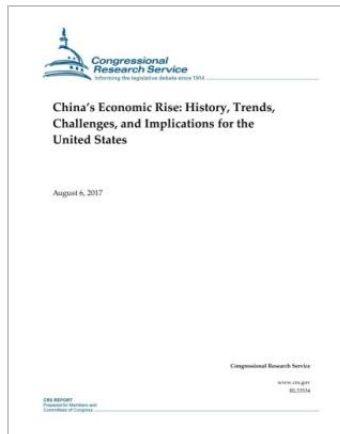 Congressional
Research Service
Informing the legislative debate since 1914
China's Economic Rise: History, Trends,
Challenges, and Implications for the
United States
August 6, 2017
Congressional Research Service
www.crs.gov
RL33534
CRS REPORT
Prepared for Members and
Committees of Congress